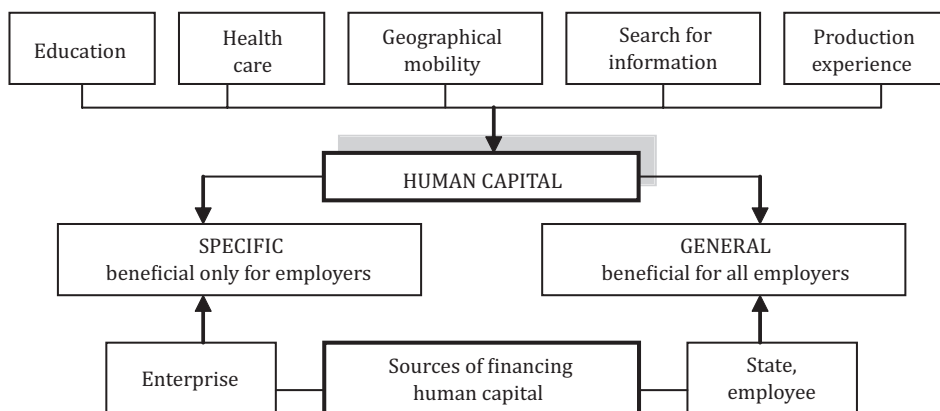 Education
Health
care
Geographical
mobility
Search for
information
Production
experience
HUMAN CAPITAL
SPECIFIC
beneficial only for employers
GENERAL
beneficial for all employers
Enterprise
Sources of financing
human capital
State,
employee